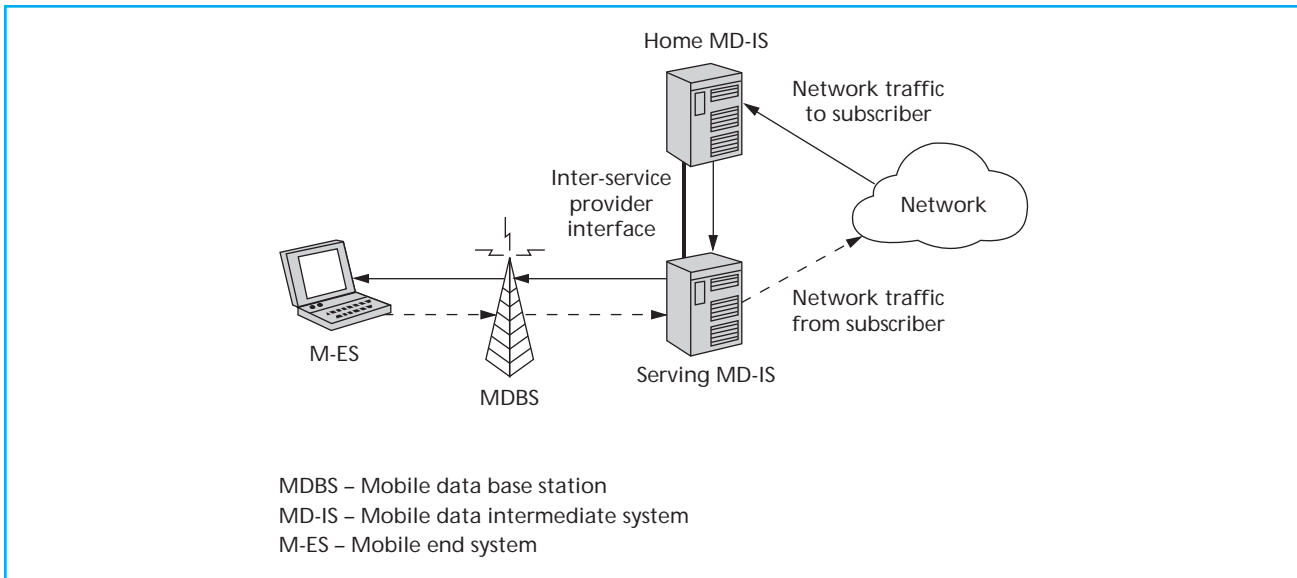 Home MD-IS
Network traffic
to subscriber
Inter-service
provider
interface
Network
Network traffic
from subscriber
M-ES
MDBS
Serving MD-IS
MDBS – Mobile data base station
MD-IS – Mobile data intermediate system
M-ES – Mobile end system